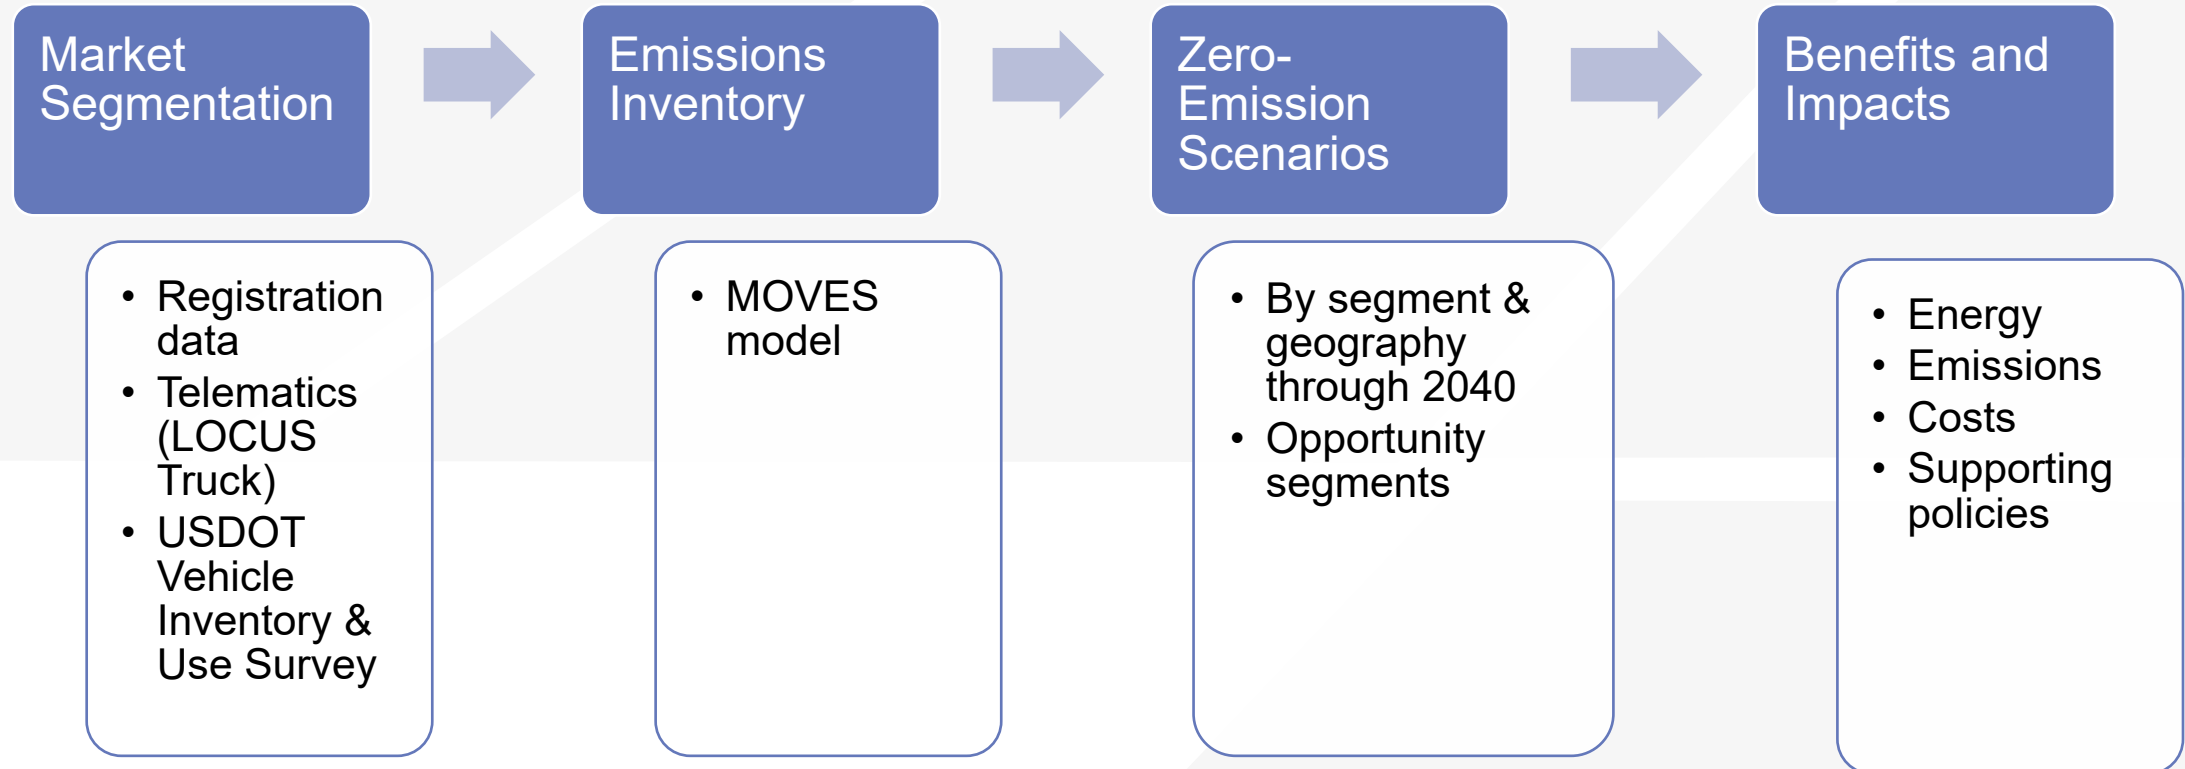 Market
Segmentation
Emissions
Inventory
Zero-
Emission
Scenarios
Benefits and
Impacts
• Registration
data
• Telematics
(LOCUS
Truck)
• USDOT
Vehicle
Inventory &
Use Survey
• MOVES
model
• By segment &
geography
through 2040
• Opportunity
segments
• Energy
• Emissions
• Costs
• Supporting
policies